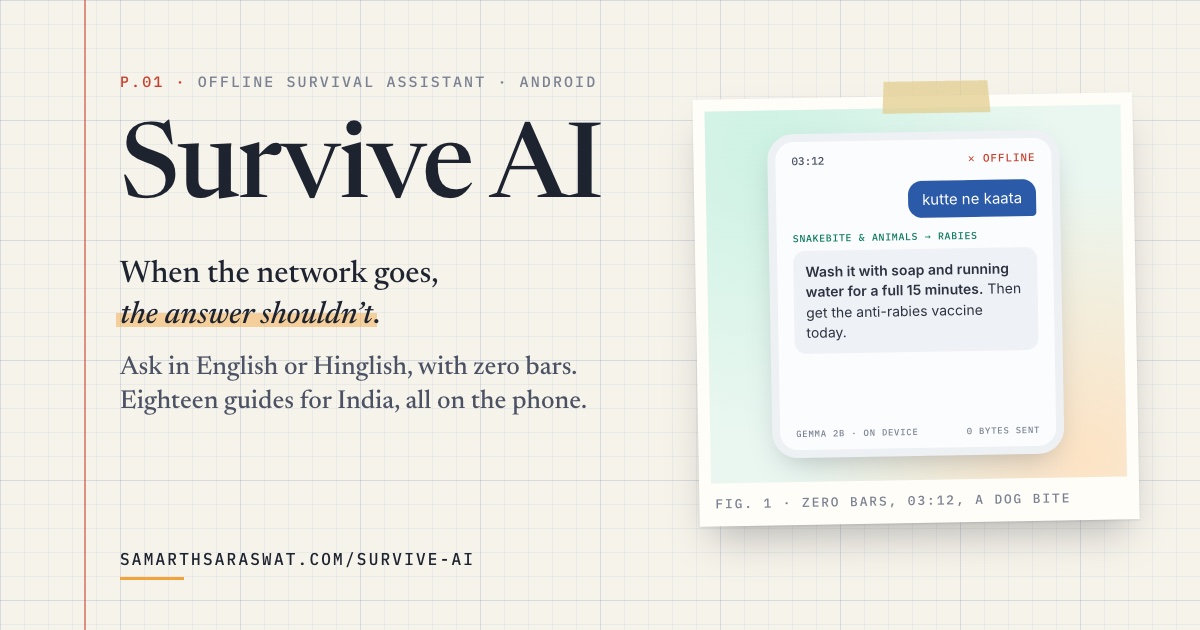 P.01 · OFFLINE SURVIVAL ASSISTANT · ANDROID
Survive AI
When the network goes,
the answer shouldn’t.
Ask in English or Hinglish, with zero bars.
Eighteen guides for India, all on the phone.
SAMARTHSARASWAT.COM/SURVIVE-AI
03:12
× OFFLINE
kutte ne kaata
SNAKEBITE & ANIMALS → RABIES
Wash it with soap and running
water for a full 15 minutes. Then
get the anti-rabies vaccine
today.
GEMMA 2B · ON DEVICE
0 BYTES SENT
FIG. 1 · ZERO BARS, 03:12, A DOG BITE